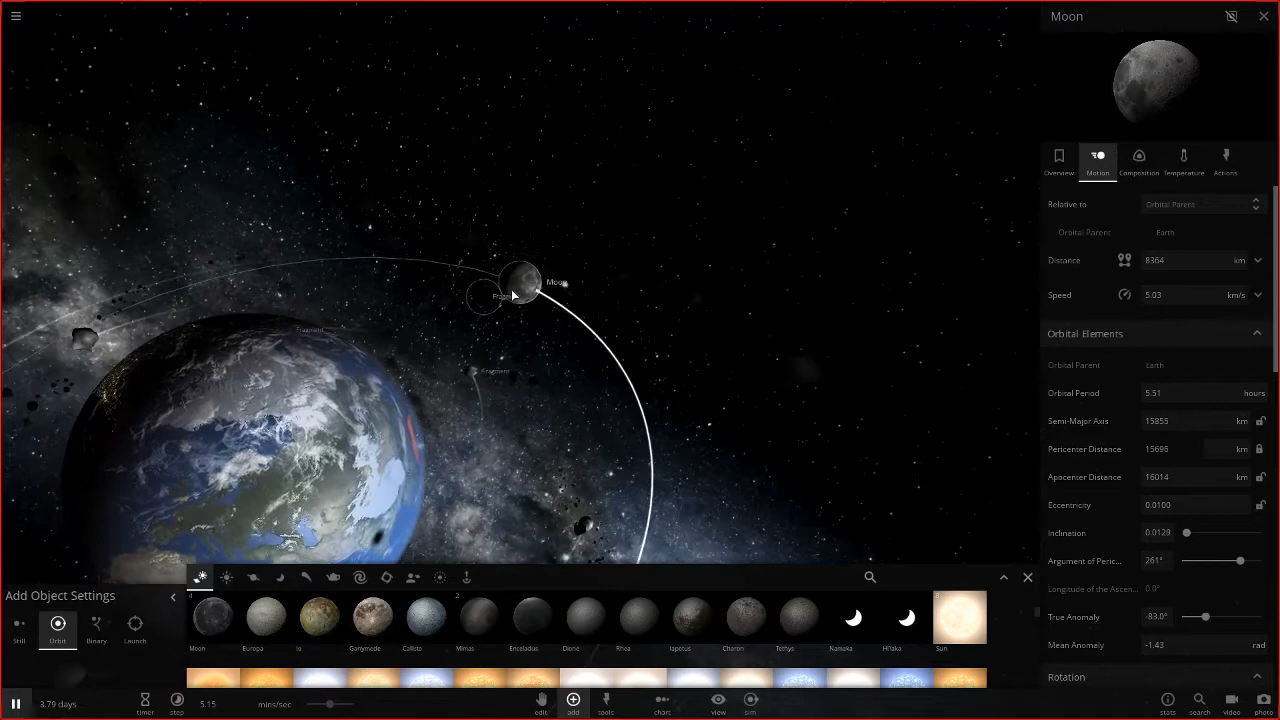 Moon
Overview Motion Composition Temperature Actions
Relative to Orbital Parent
Orbital Parent Earth
Distance 8364 km
Speed 5.03 km/s
Orbital Elements
Orbital Parent Earth
Orbital Period 5.51 hours
Semi-Major Axis 15855 km
Pericenter Distance 15696 km
Apocenter Distance 16014 km
Eccentricity 0.0100
Inclination 0.0129
Argument of Peric... 261°
Longitude of the Ascen... 0.0°
True Anomaly -83.0°
Mean Anomaly -1.43 rad
Rotation
Moon
Fragment
Fragment
Add Object Settings
Still Orbit Binary Launch
4 2
Moon Europa Io Ganymede Callisto Mimas Enceladus Dione Rhea Iapetus Charon Tethys Namaka Hi'iaka Sun
3.79 days timer step 5.15 mins/sec edit add tools chart view sim stats search video photo